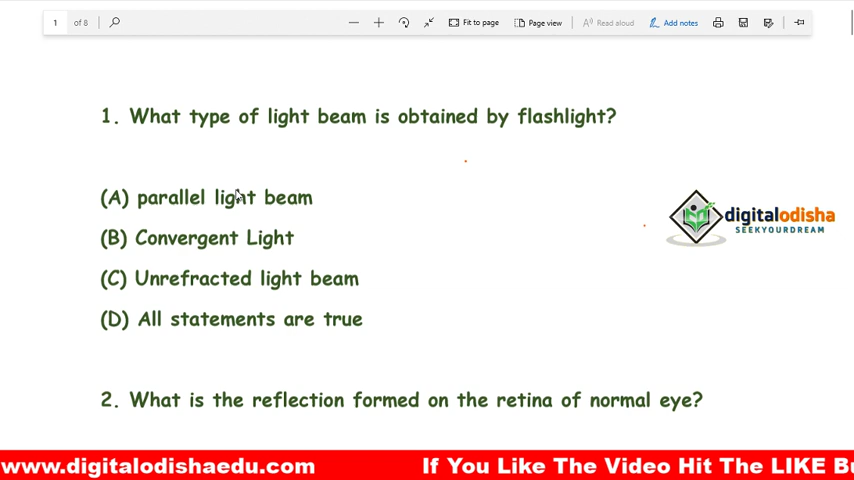 1 of 8 Fit to page Page view Read aloud Add notes
1. What type of light beam is obtained by flashlight?
(A) parallel light beam
(B) Convergent Light
(C) Unrefracted light beam
(D) All statements are true
digitalodisha
SEEKYOURDREAM
2. What is the reflection formed on the retina of normal eye?
www.digitalodishaedu.com If You Like The Video Hit The LIKE Bu